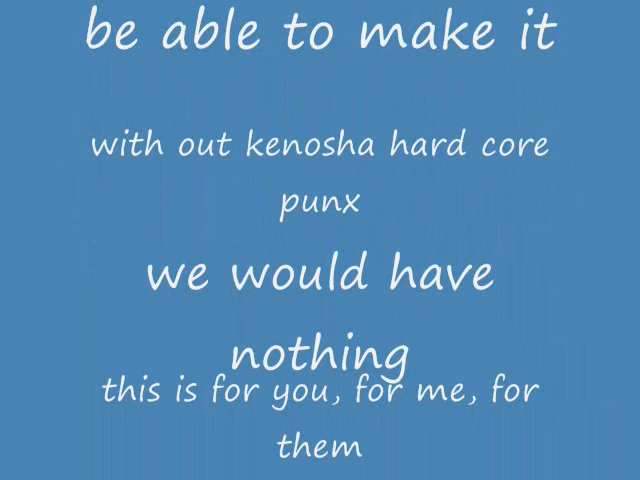 be able to make it
with out kenosha hard core
punx
we would have
nothing
this is for you, for me, for
them